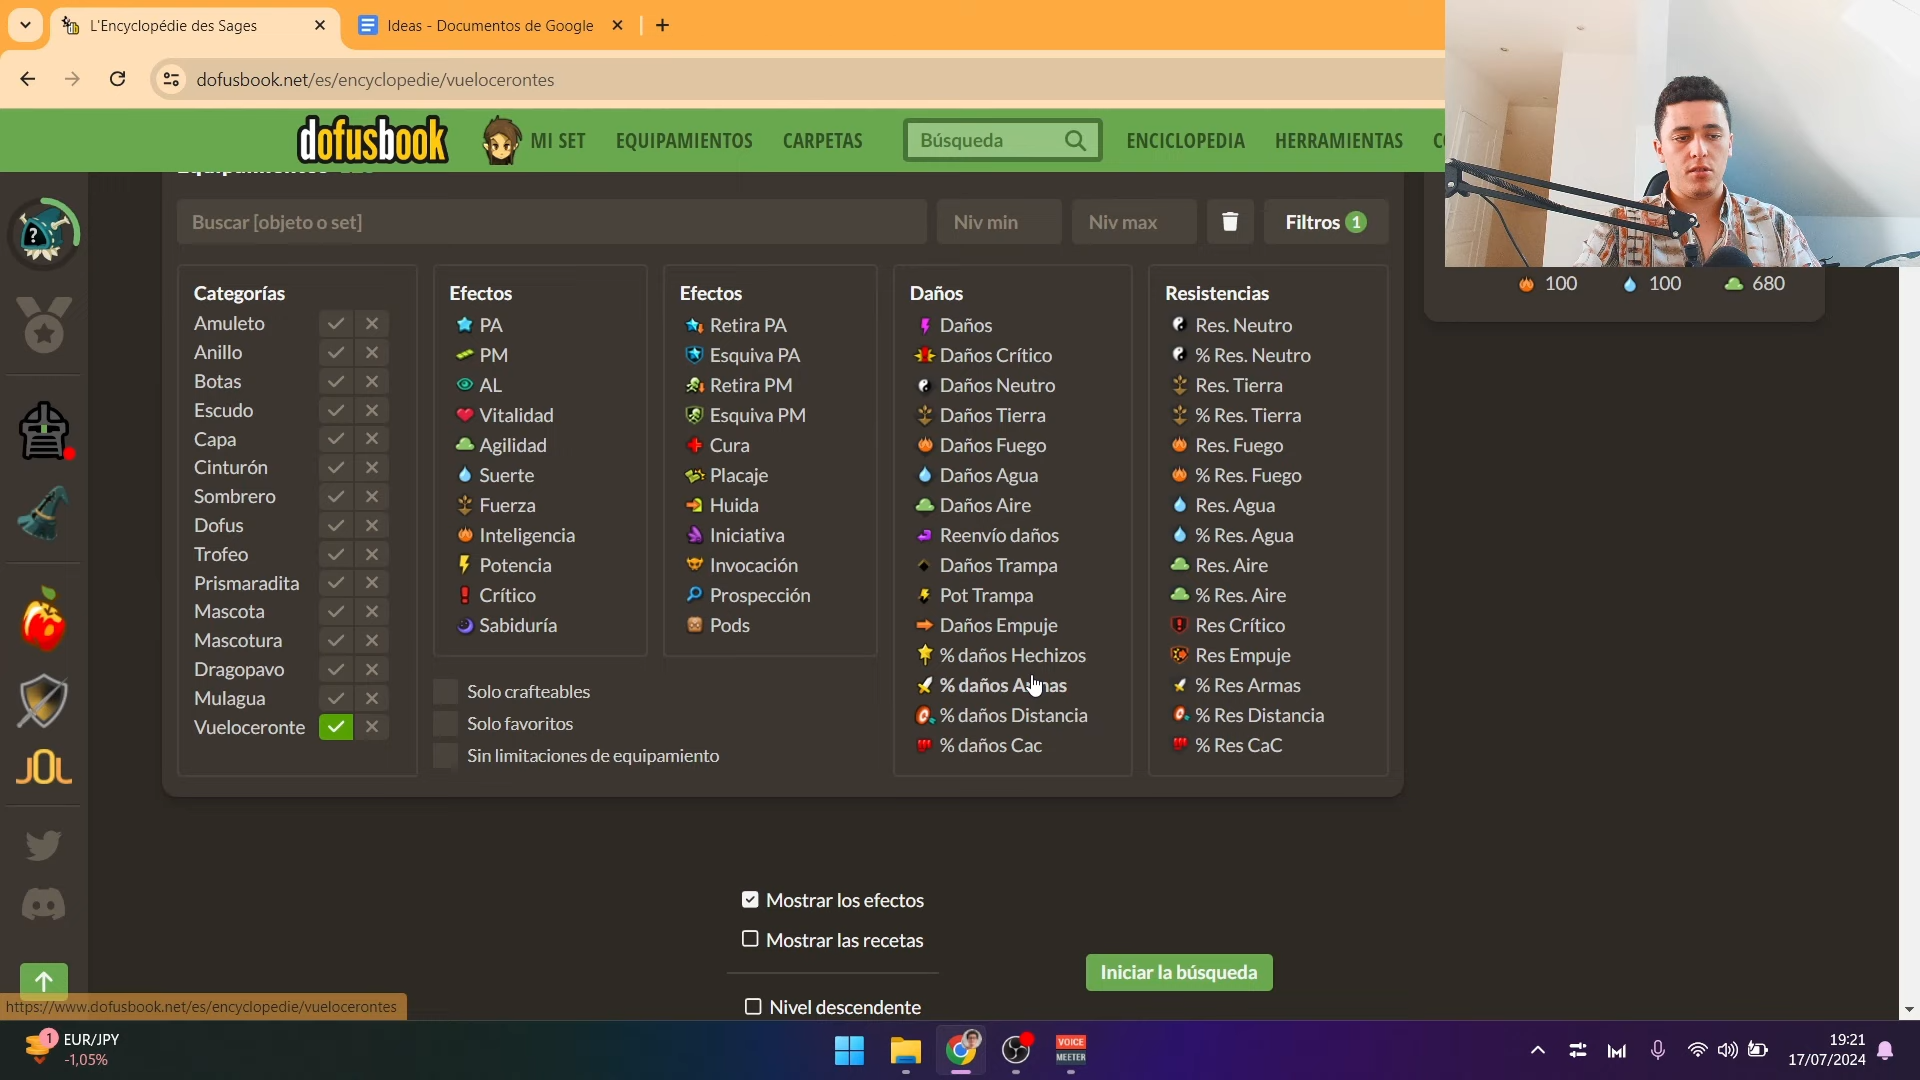 L'Encyclopédie des Sages
Ideas - Documentos de Google
dofusbook.net/es/encyclopedie/vuelocerontes
dofusbook
MI SET
EQUIPAMIENTOS
CARPETAS
Búsqueda
ENCICLOPEDIA
HERRAMIENTAS
Buscar [objeto o set]
Niv min
Niv max
Filtros 1
100
100
680
Categorías
Amuleto
Anillo
Botas
Escudo
Capa
Cinturón
Sombrero
Dofus
Trofeo
Prismaradita
Mascota
Mascotura
Dragopavo
Mulagua
Vueloceronte
Efectos
PA
PM
AL
Vitalidad
Agilidad
Suerte
Fuerza
Inteligencia
Potencia
Crítico
Sabiduría
Efectos
Retira PA
Esquiva PA
Retira PM
Esquiva PM
Cura
Placaje
Huida
Iniciativa
Invocación
Prospección
Pods
Solo crafteables
Solo favoritos
Sin limitaciones de equipamiento
Daños
Daños
Daños Crítico
Daños Neutro
Daños Tierra
Daños Fuego
Daños Agua
Daños Aire
Reenvío daños
Daños Trampa
Pot Trampa
Daños Empuje
% daños Hechizos
% daños Armas
% daños Distancia
% daños Cac
Resistencias
Res. Neutro
% Res. Neutro
Res. Tierra
% Res. Tierra
Res. Fuego
% Res. Fuego
Res. Agua
% Res. Agua
Res. Aire
% Res. Aire
Res Crítico
Res Empuje
% Res Armas
% Res Distancia
% Res CaC
JOL
Mostrar los efectos
Mostrar las recetas
Iniciar la búsqueda
Nivel descendente
https://www.dofusbook.net/es/encyclopedie/vuelocerontes
1
EUR/JPY
-1,05%
VOICE
MEETER
19:21
17/07/2024